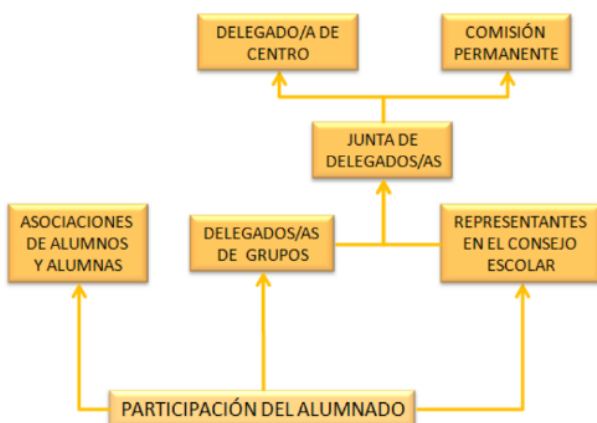 DELEGADO/A DE
CENTRO
COMISIÓN
PERMANENTE
JUNTA DE
DELEGADOS/AS
ASOCIACIONES
DE ALUMNOS
Y ALUMNAS
DELEGADOS/AS
DE GRUPOS
REPRESENTANTES
EN EL CONSEJO
ESCOLAR
PARTICIPACIÓN DEL ALUMNADO